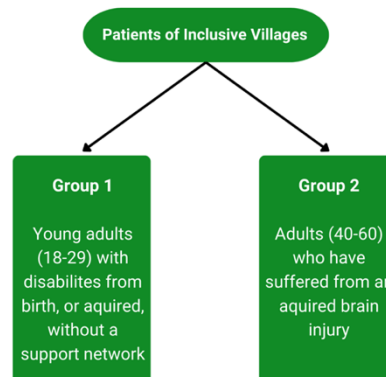 Patients of Inclusive Villages
Group 1
Young adults
(18-29) with
disabilites from
birth, or aquired,
without a
support network
Group 2
Adults (40-60)
who have
suffered from an
aquired brain
injury